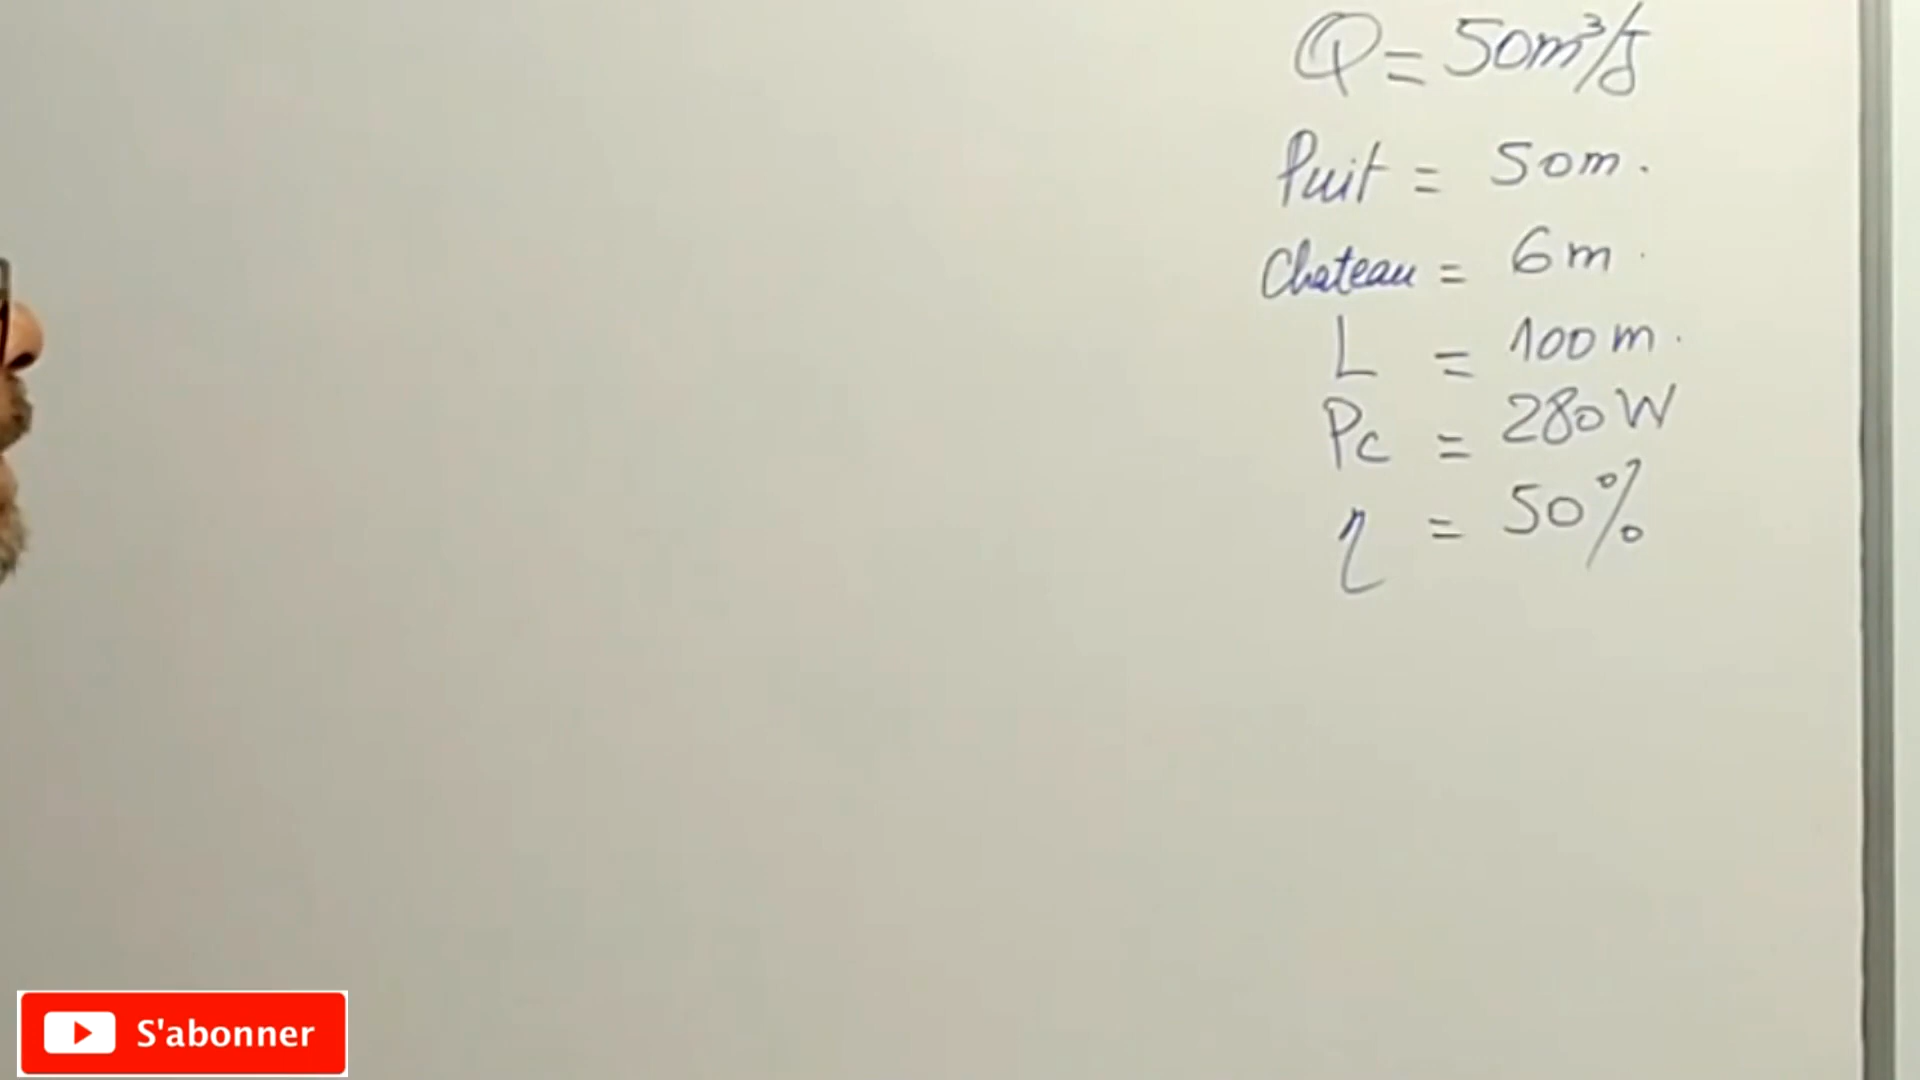 Q = 50m³/J
Puit = 50m.
Chateau = 6m.
L = 100m.
Pc = 280W
η = 50%
S'abonner